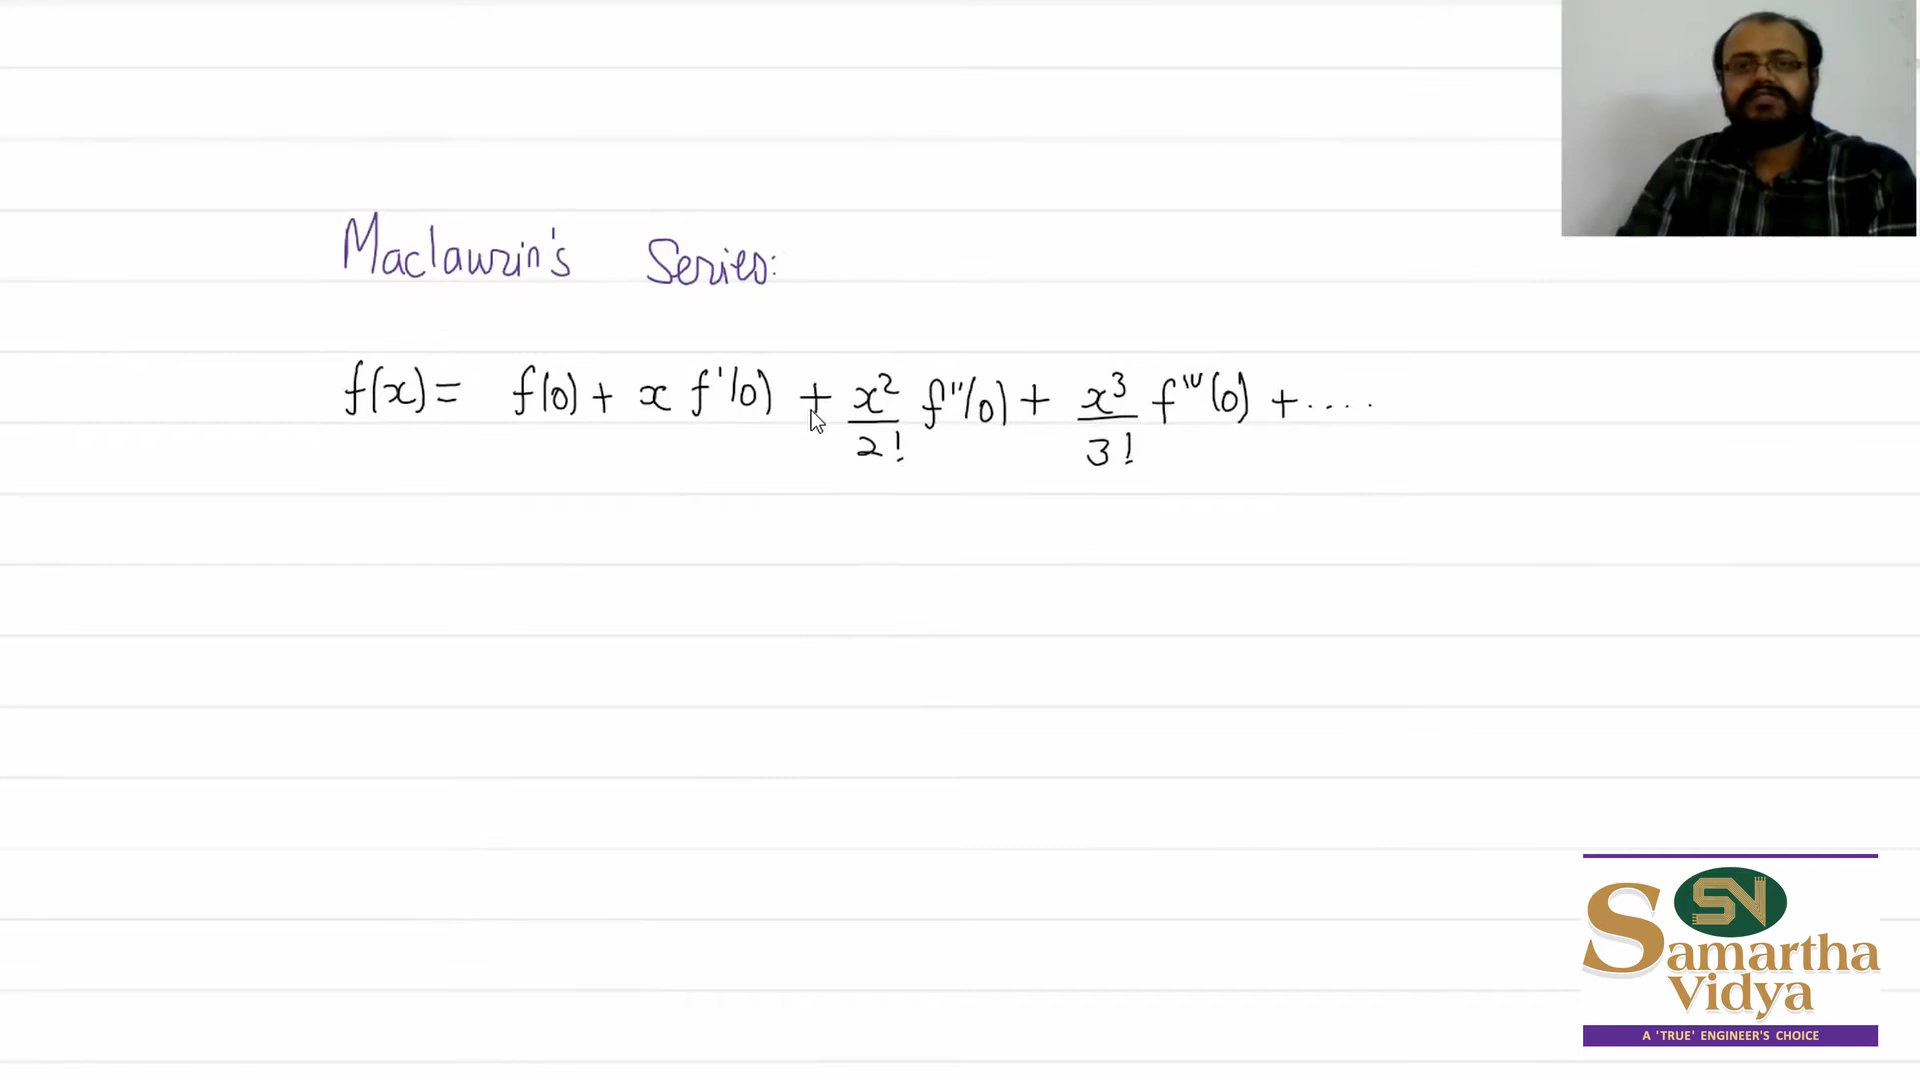 Maclaurin's Series:
f(x) = f(0) + x f'(0) + x²/2! f''(0) + x³/3! f'''(0) + ....
SN
Samartha
Vidya
A 'TRUE' ENGINEER'S CHOICE